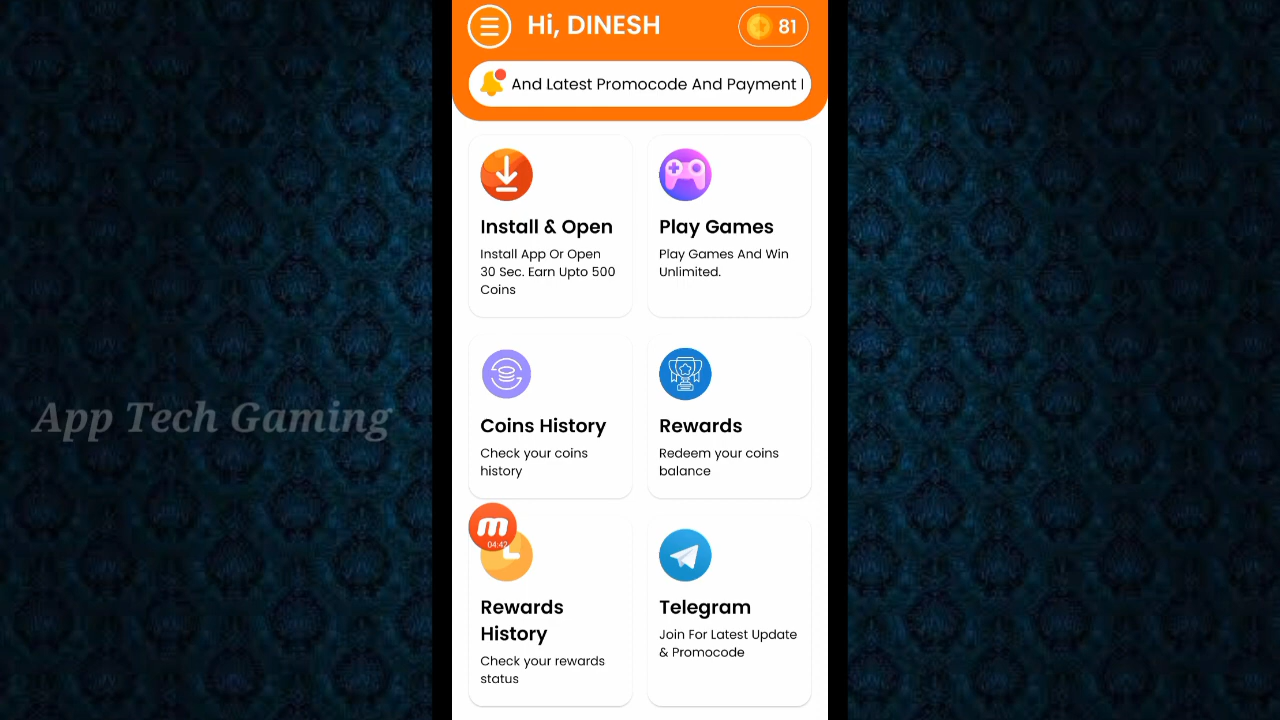 Hi, DINESH
81
And Latest Promocode And Payment
Install & Open
Install App Or Open
30 Sec. Earn Upto 500
Coins
Play Games
Play Games And Win
Unlimited.
Coins History
Check your coins
history
Rewards
Redeem your coins
balance
m
04:42
Rewards
History
Check your rewards
status
Telegram
Join For Latest Update
& Promocode
App Tech Gaming